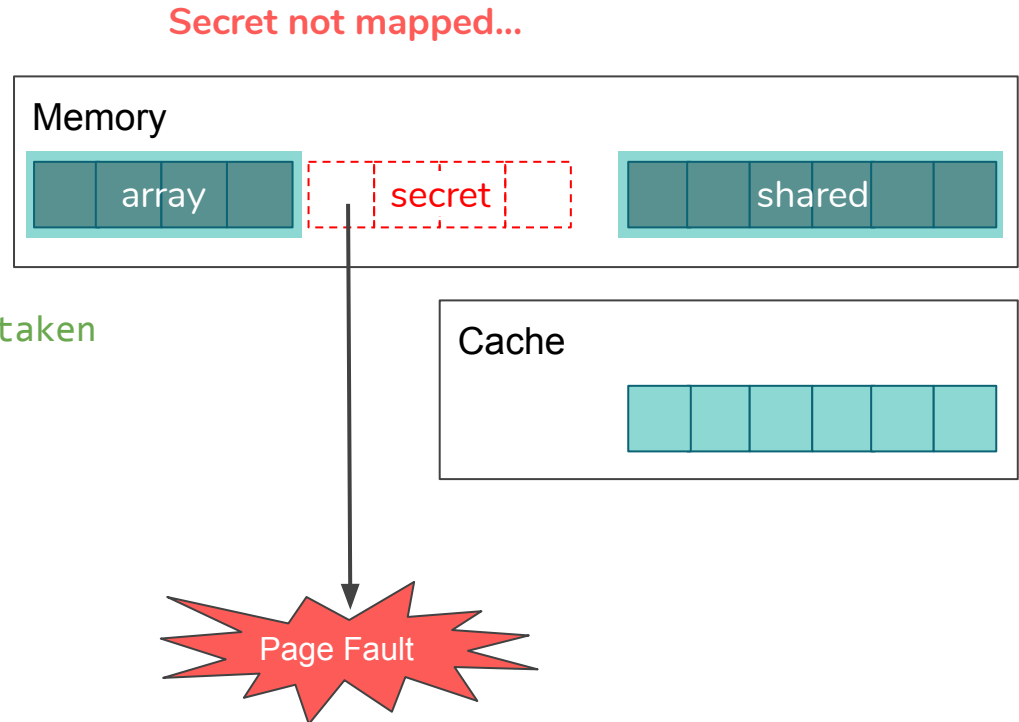 Secret not mapped...
Memory
array
secret
shared
taken
Cache
Page Fault